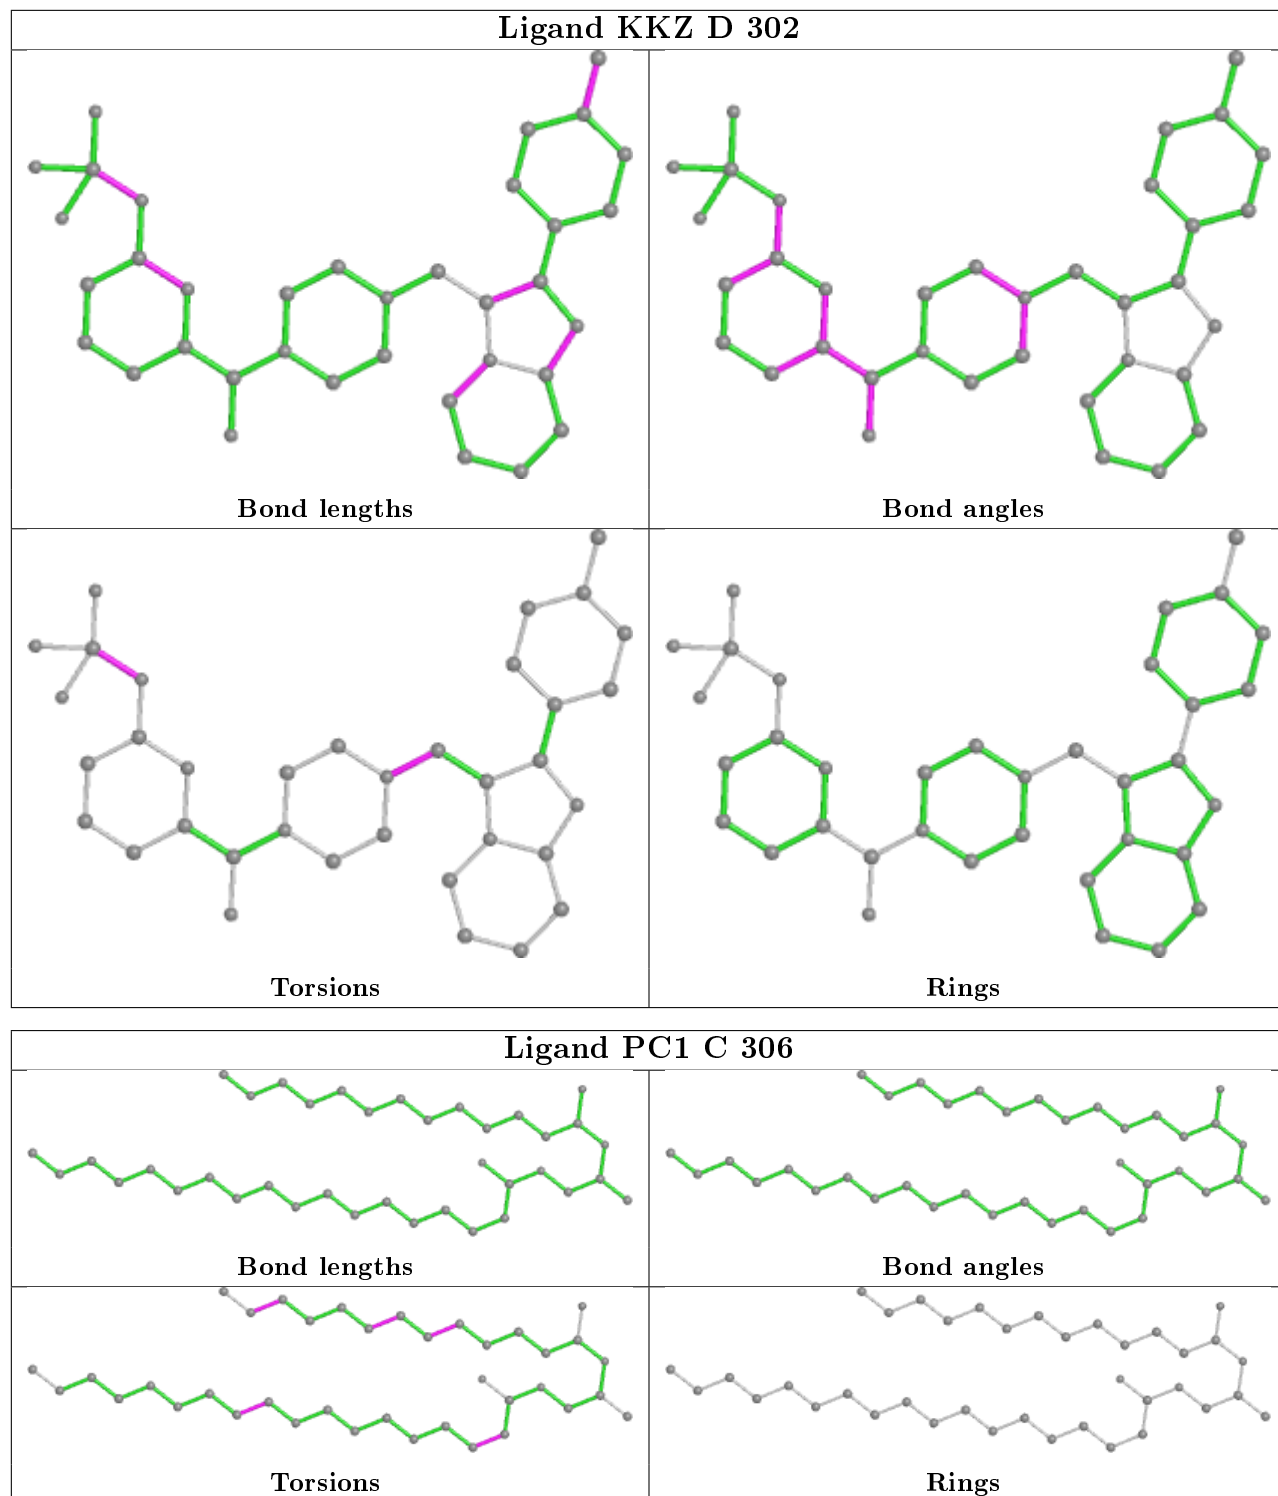 Ligand KKZ D 302
Bond lengths
Bond angles
Torsions
Rings
Ligand PC1 C 306
Bond lengths
Bond angles
Torsions
Rings